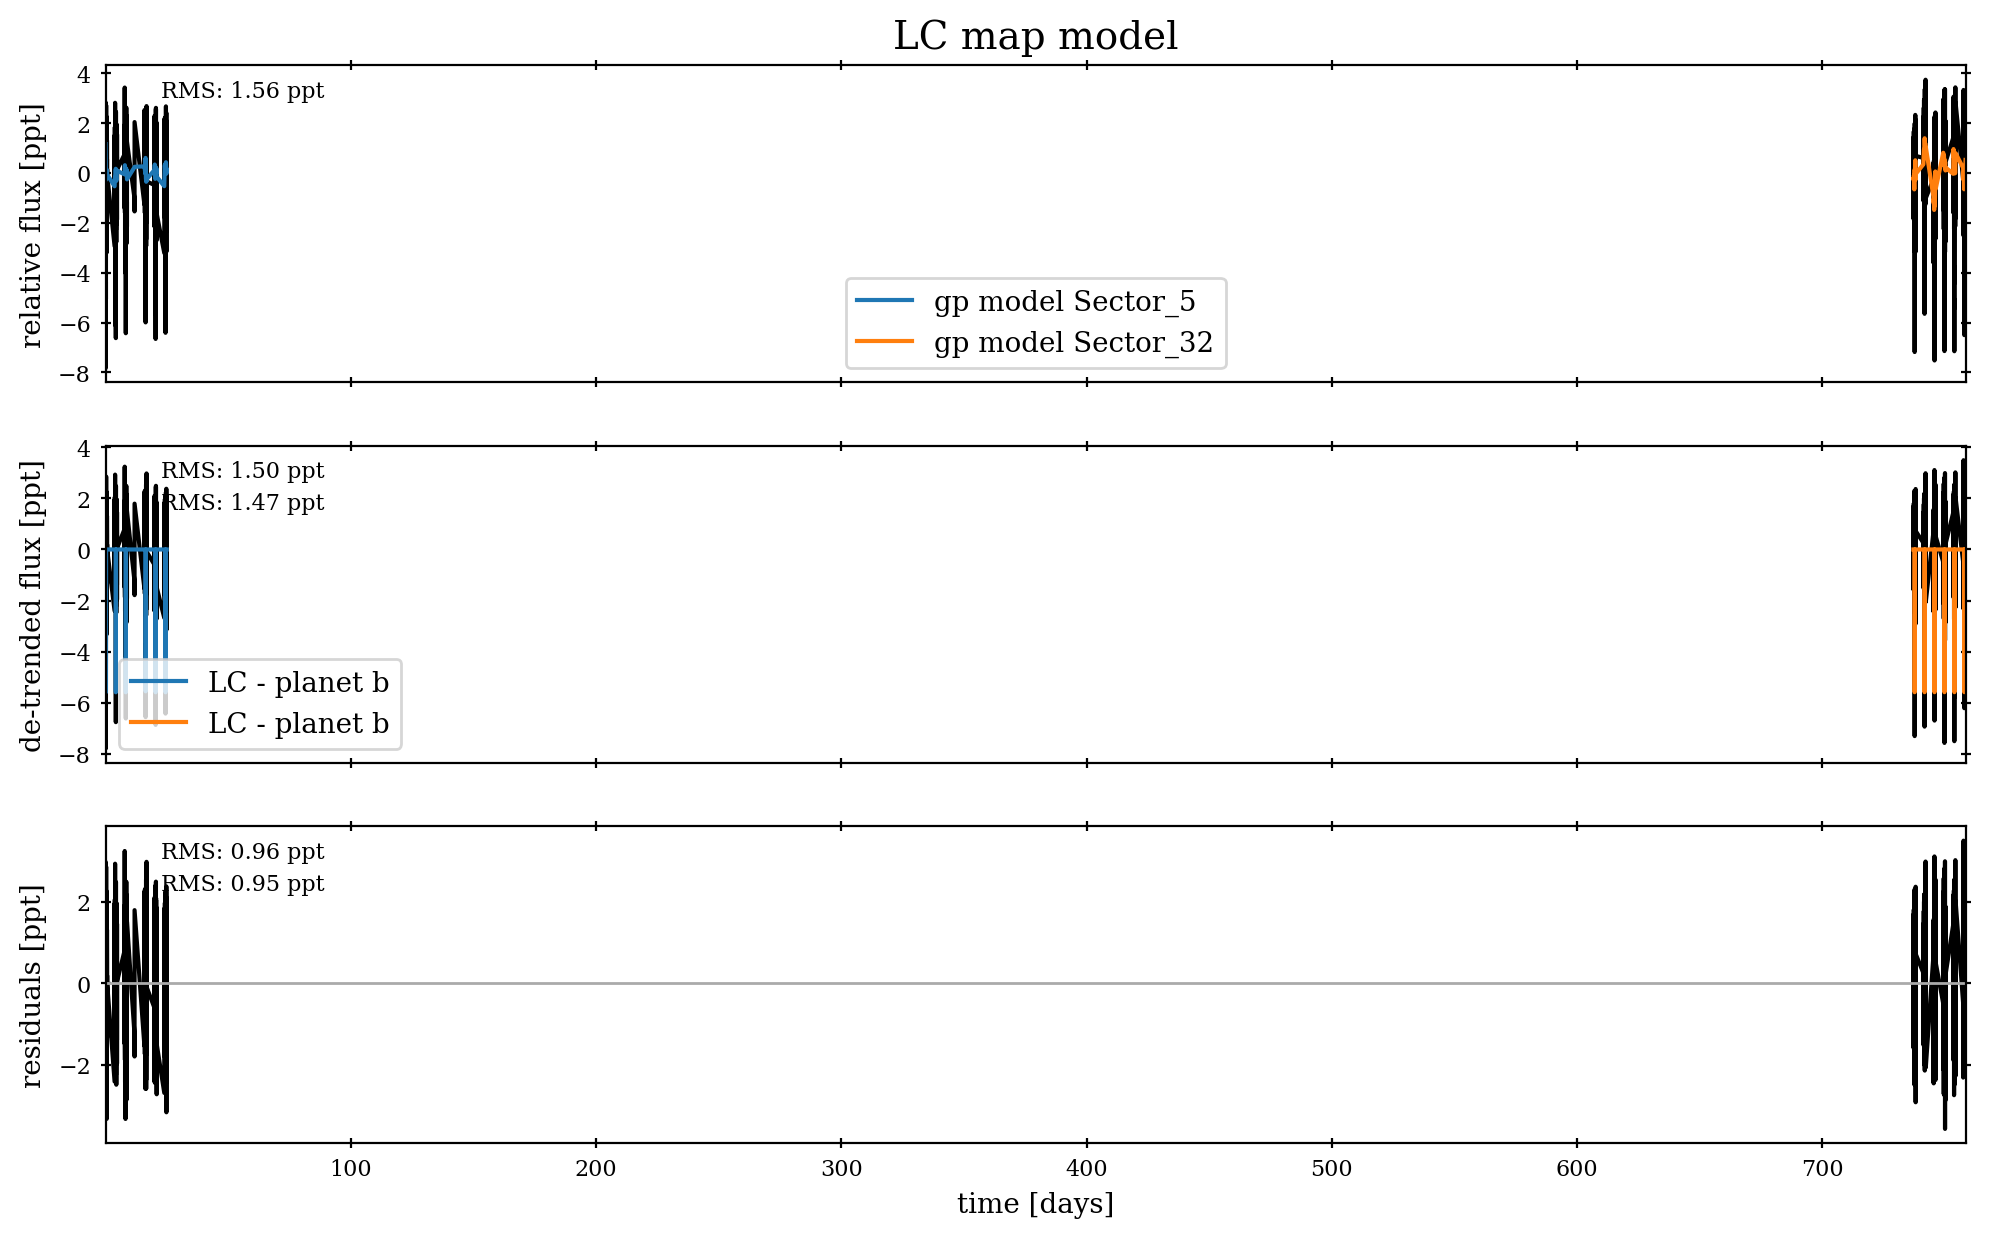 LC map model
relative flux [ppt]
4
2
0
−2
−4
−6
−8
RMS: 1.56 ppt
gp model Sector_5
gp model Sector_32
de-trended flux [ppt]
4
2
0
−2
−4
−6
−8
RMS: 1.50 ppt
RMS: 1.47 ppt
LC - planet b
LC - planet b
residuals [ppt]
2
0
−2
RMS: 0.96 ppt
RMS: 0.95 ppt
100 200 300 400 500 600 700
time [days]